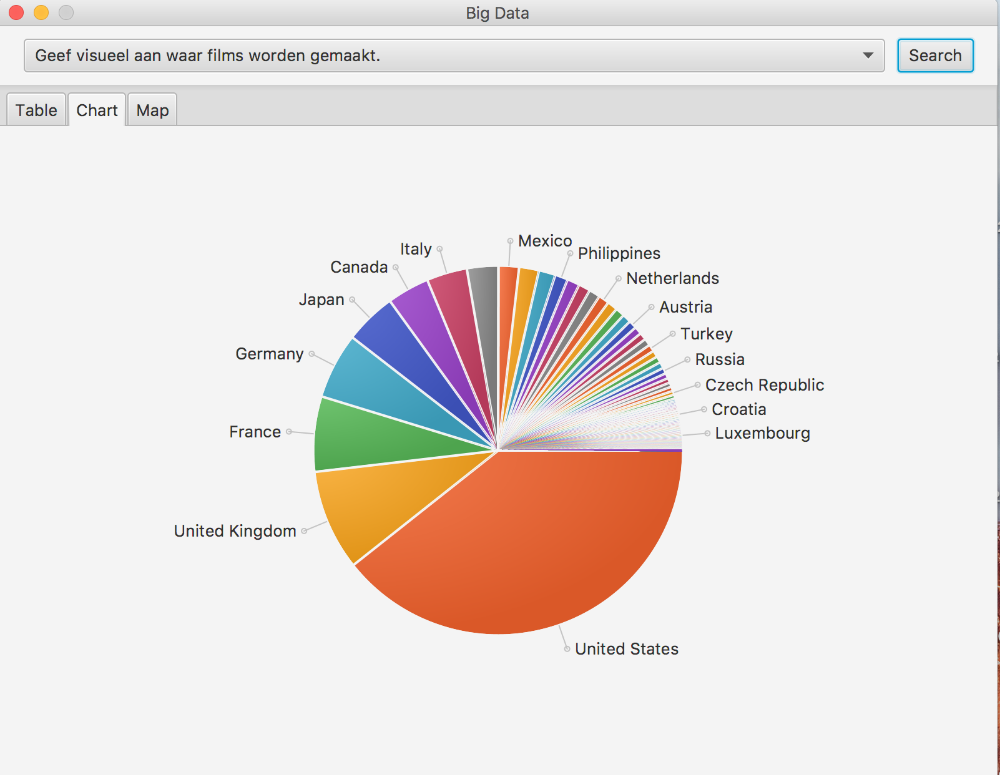 Big Data
Geef visueel aan waar films worden gemaakt.
Search
Table
Chart
Map
Mexico
Italy
Philippines
Canada
Netherlands
Japan
Austria
Turkey
Germany
Russia
Czech Republic
Croatia
France
Luxembourg
United Kingdom
United States